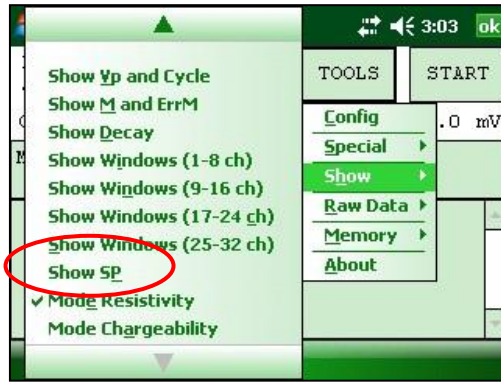 3:03 ok
TOOLS START
.0 mV
Show Vp and Cycle
Show M and ErrM
Show Decay
Show Windows (1-8 ch)
Show Windows (9-16 ch)
Show Windows (17-24 ch)
Show Windows (25-32 ch)
Show SP
Mode Resistivity
Mode Chargeability
Config
Special
Show
Raw Data
Memory
About